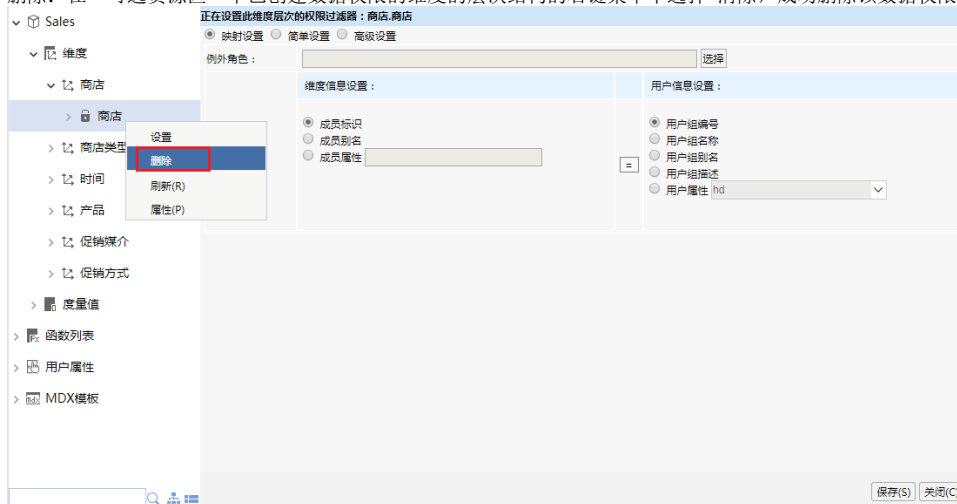 Sales
维度
商店
商店
商店类型
时间
产品
促销媒介
促销方式
度量值
函数列表
用户属性
MDX模板
设置
删除
刷新(R)
属性(P)
正在设置此维度层次的权限过滤器：商店.商店
映射设置 简单设置 高级设置
例外角色： 选择
维度信息设置： 用户信息设置：
成员标识
成员别名
成员属性
=
用户组编号
用户组名称
用户组别名
用户组描述
用户属性 hd
保存(S) 关闭(C